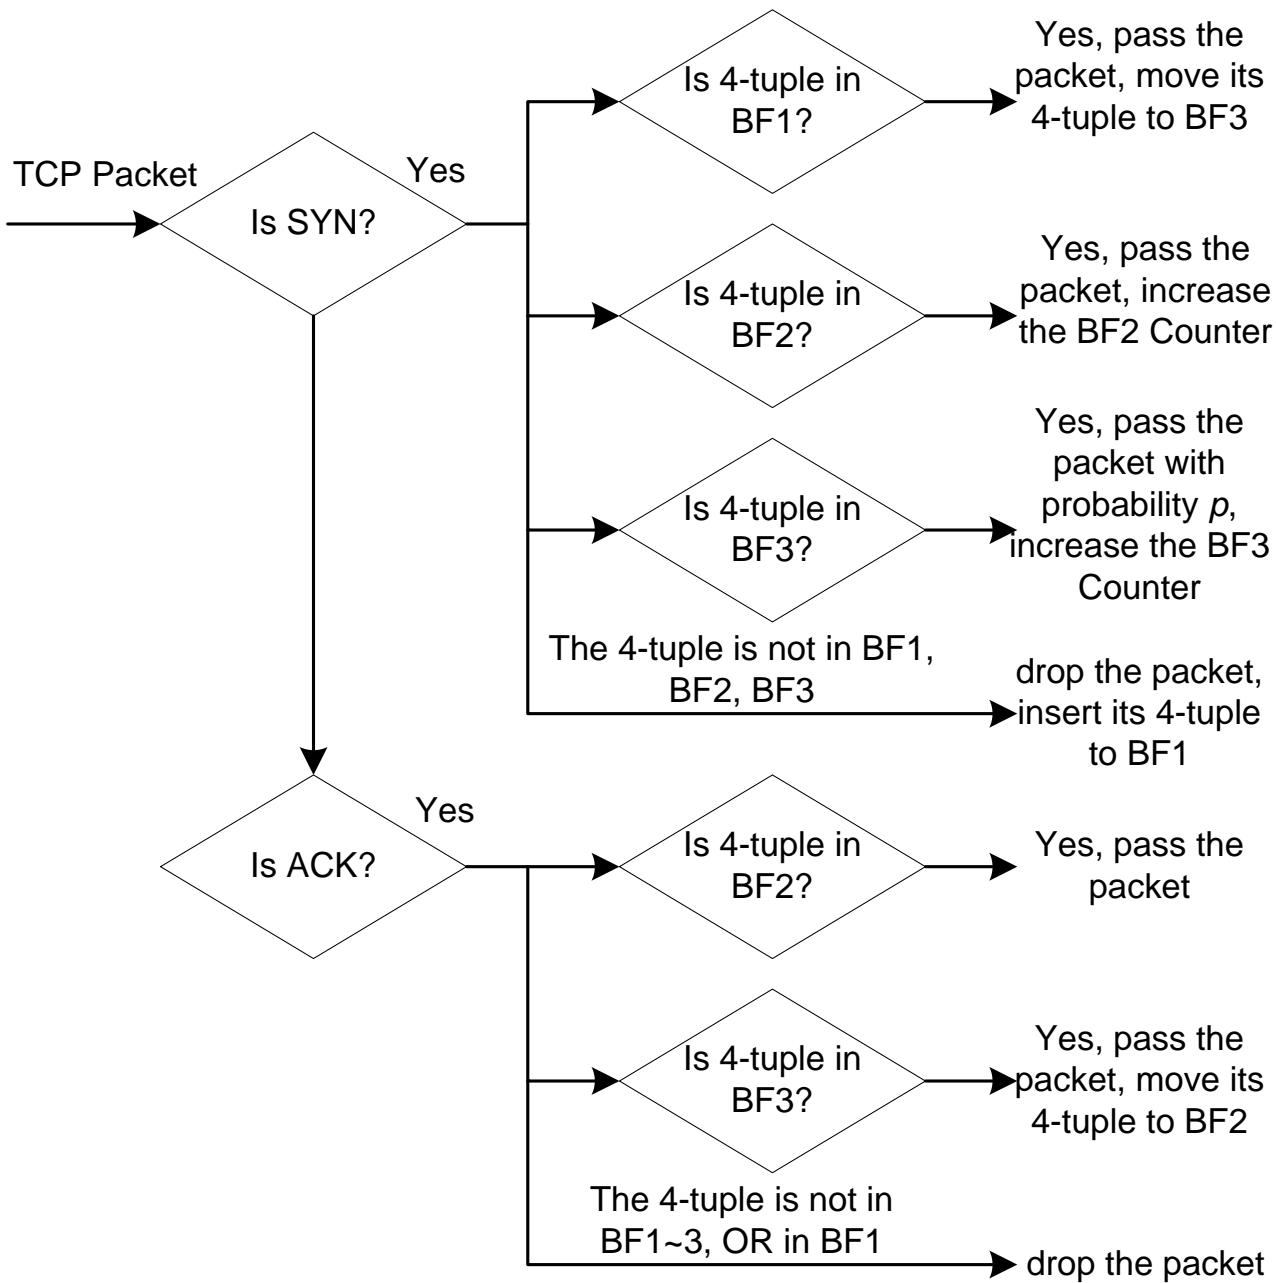 TCP Packet
Is SYN?
Yes
Is 4-tuple in
BF1?
Yes, pass the
packet, move its
4-tuple to BF3
Is 4-tuple in
BF2?
Yes, pass the
packet, increase
the BF2 Counter
Is 4-tuple in
BF3?
Yes, pass the
packet with
probability p,
increase the BF3
Counter
The 4-tuple is not in BF1,
BF2, BF3
drop the packet,
insert its 4-tuple
to BF1
Is ACK?
Yes
Is 4-tuple in
BF2?
Yes, pass the
packet
Is 4-tuple in
BF3?
Yes, pass the
packet, move its
4-tuple to BF2
The 4-tuple is not in
BF1~3, OR in BF1
drop the packet